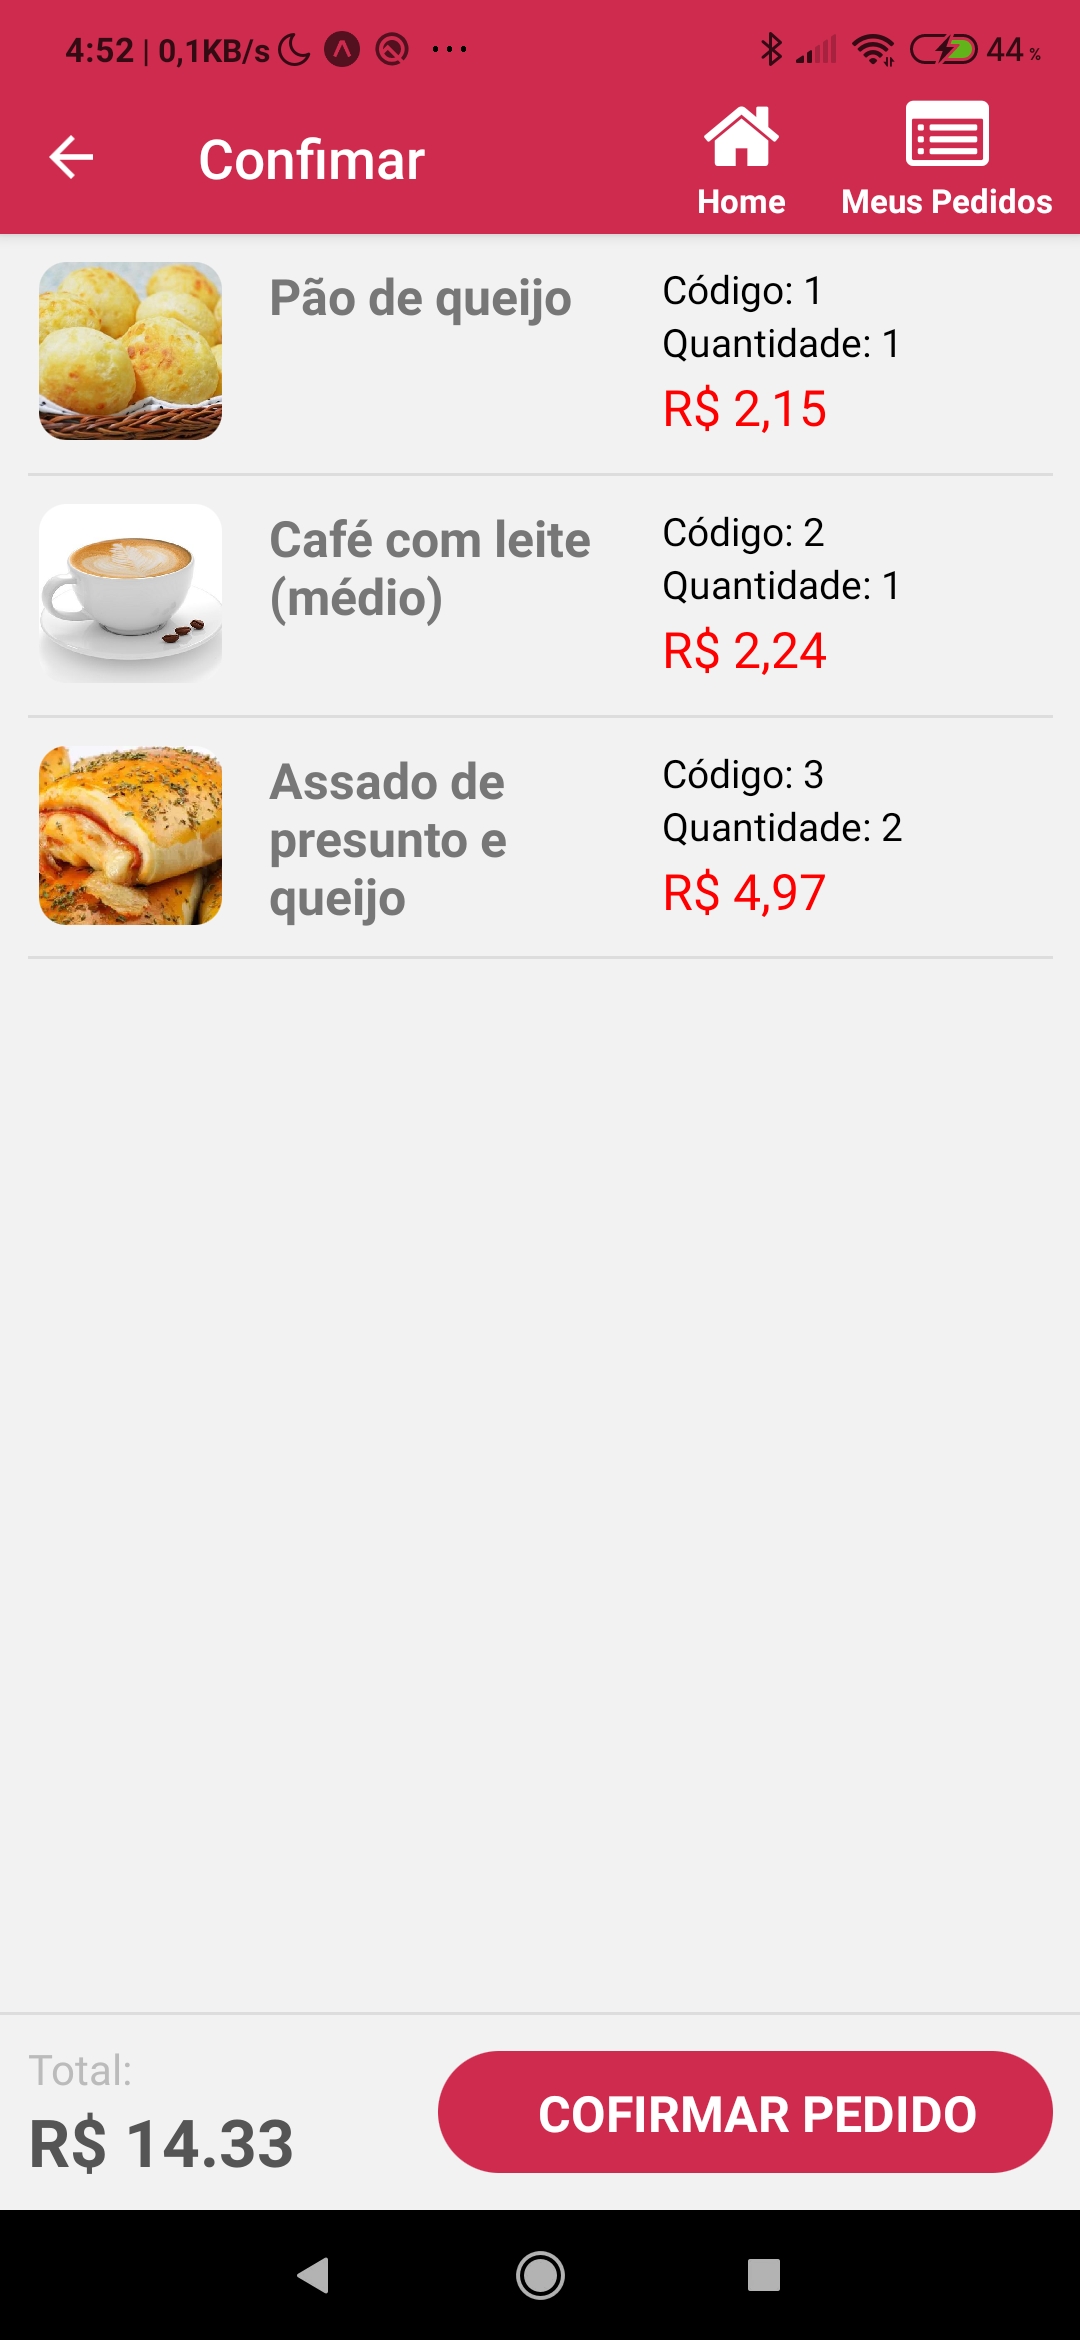 4:52 | 0,1KB/s ... 44 %
Confimar
Home
Meus Pedidos
Pão de queijo
Código: 1
Quantidade: 1
R$ 2,15
Café com leite
(médio)
Código: 2
Quantidade: 1
R$ 2,24
Assado de
presunto e
queijo
Código: 3
Quantidade: 2
R$ 4,97
Total:
R$ 14.33
COFIRMAR PEDIDO